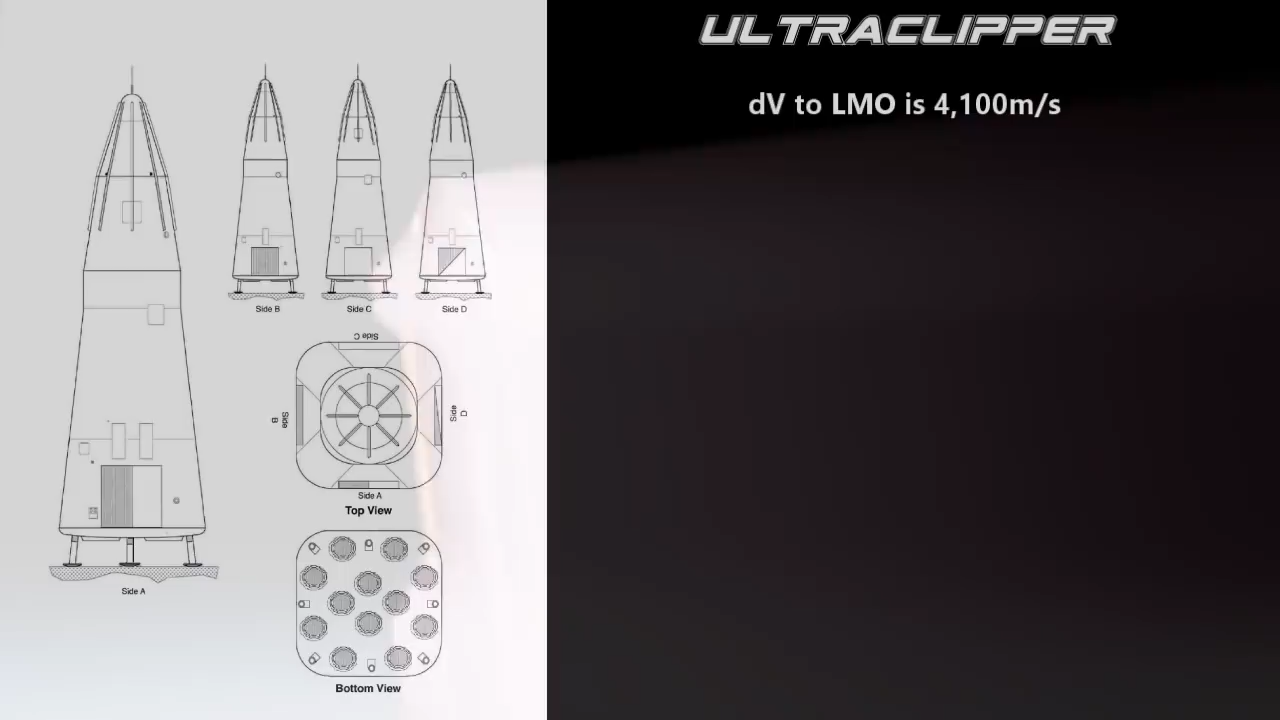 ULTRACLIPPER
dV to LMO is 4,100m/s
Side B
Side C
Side D
Side C
Side B
Side D
Side A
Top View
Side A
Bottom View